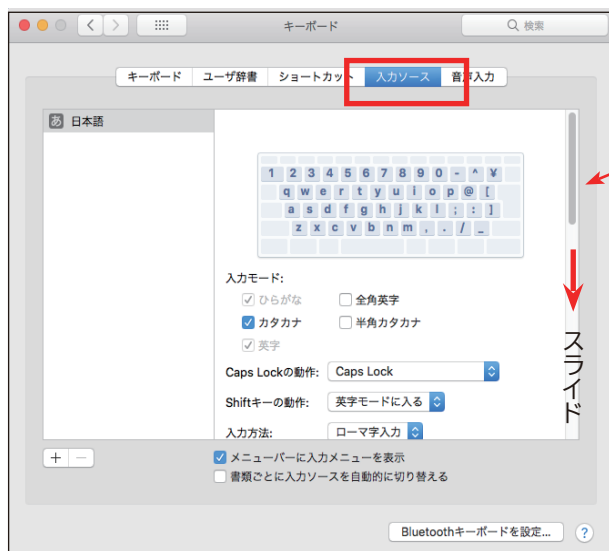 キーボード
検索
キーボード ユーザ辞書 ショートカット 入力ソース 音声入力
あ 日本語
1 2 3 4 5 6 7 8 9 0 - ^ ¥
q w e r t y u i o p @ [
a s d f g h j k l ; : ]
z x c v b n m , . / _
入力モード:
ひらがな 全角英字
カタカナ 半角カタカナ
英字
Caps Lockの動作: Caps Lock
Shiftキーの動作: 英字モードに入る
入力方法: ローマ字入力
スライド
+ −
メニューバーに入力メニューを表示
書類ごとに入力ソースを自動的に切り替える
Bluetoothキーボードを設定... ?